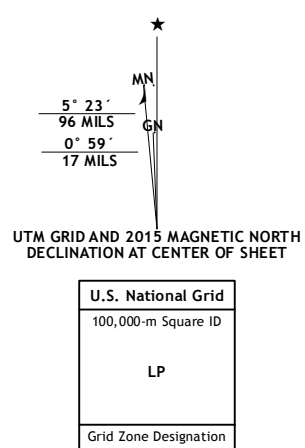 ★
MN
5° 23´
96 MILS
GN
0° 59´
17 MILS
UTM GRID AND 2015 MAGNETIC NORTH
DECLINATION AT CENTER OF SHEET
U.S. National Grid
100,000-m Square ID
LP
Grid Zone Designation